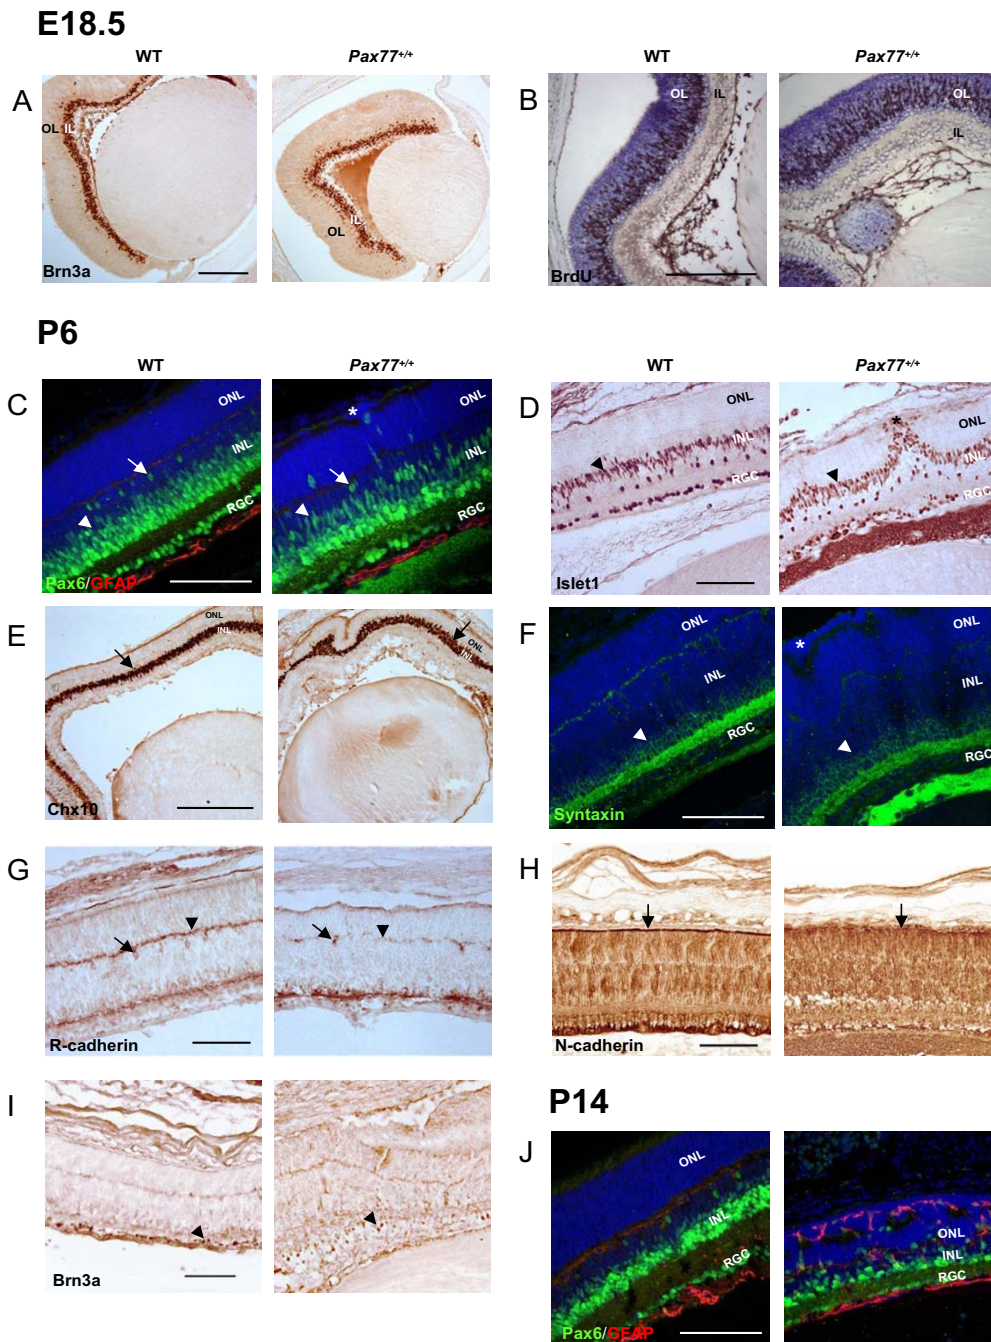 E18.5
WT Pax77+/+
A
OL IL
Brn3a
OL IL
WT Pax77+/+
B
OL IL
BrdU
OL
IL
P6
WT Pax77+/+
C
ONL
INL
RGC
Pax6/GFAP
*
ONL
INL
RGC
WT Pax77+/+
D
ONL
INL
RGC
Islet1
*
ONL
INL
RGC
E
ONL
INL
Chx10
ONL
INL
F
ONL
INL
RGC
Syntaxin
*
ONL
INL
RGC
G
R-cadherin
H
N-cadherin
I
Brn3a
P14
J
ONL
INL
RGC
Pax6/GFAP
ONL
INL
RGC